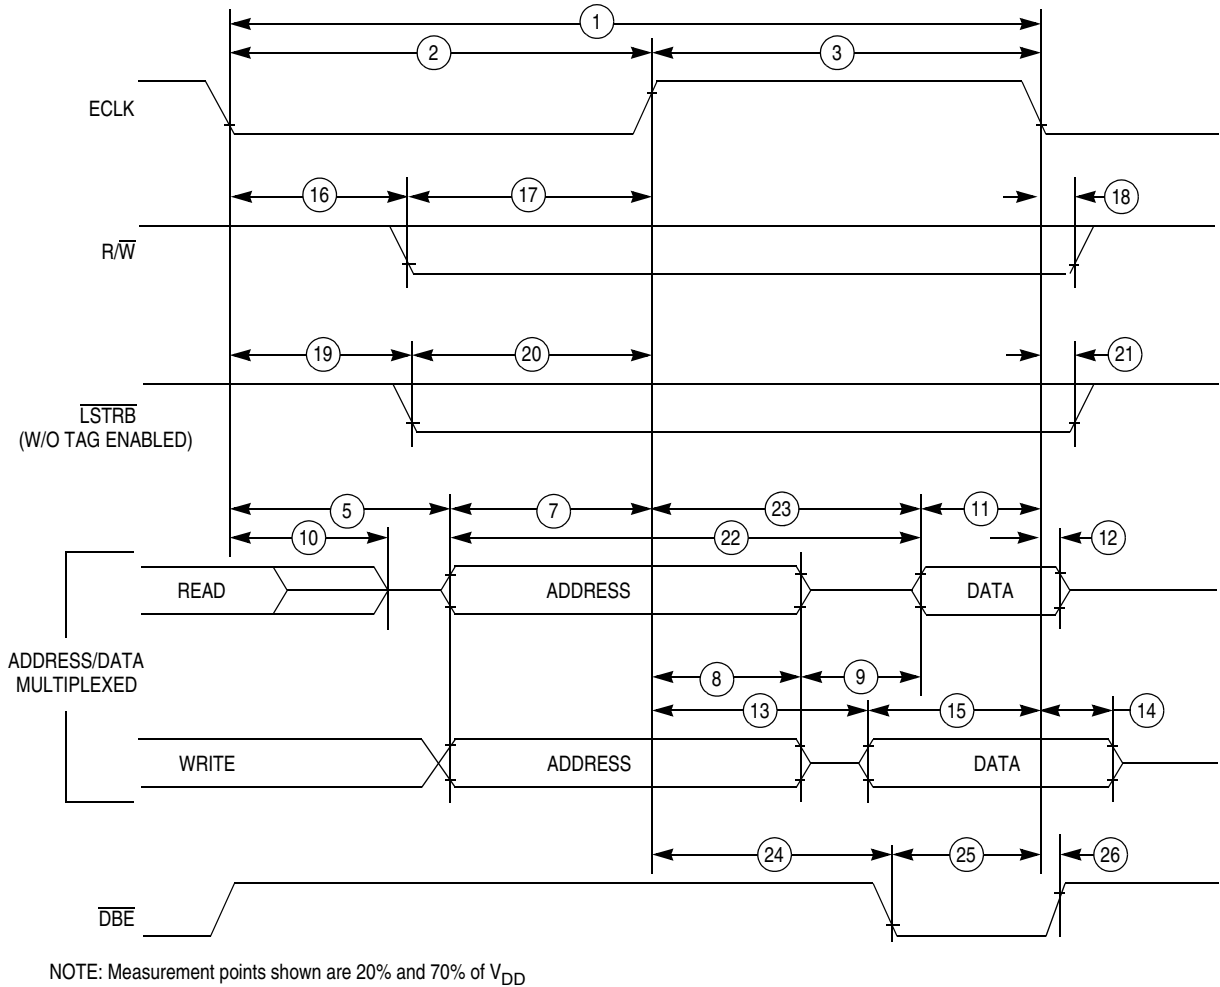 1
2
3
ECLK
16
17
18
R/W̅
19
20
21
L̅S̅T̅R̅B̅
(W/O TAG ENABLED)
5
7
23
11
10
22
12
READ
ADDRESS
DATA
ADDRESS/DATA
MULTIPLEXED
8
9
13
15
14
WRITE
ADDRESS
DATA
24
25
26
D̅B̅E̅
NOTE: Measurement points shown are 20% and 70% of VDD